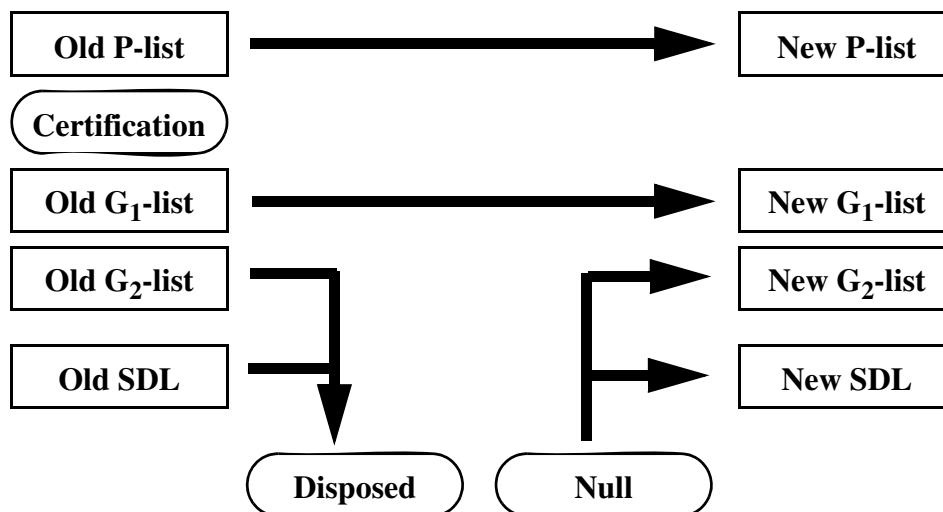 Old P-list
New P-list
Certification
Old G₁-list
New G₁-list
Old G₂-list
New G₂-list
Old SDL
New SDL
Disposed
Null